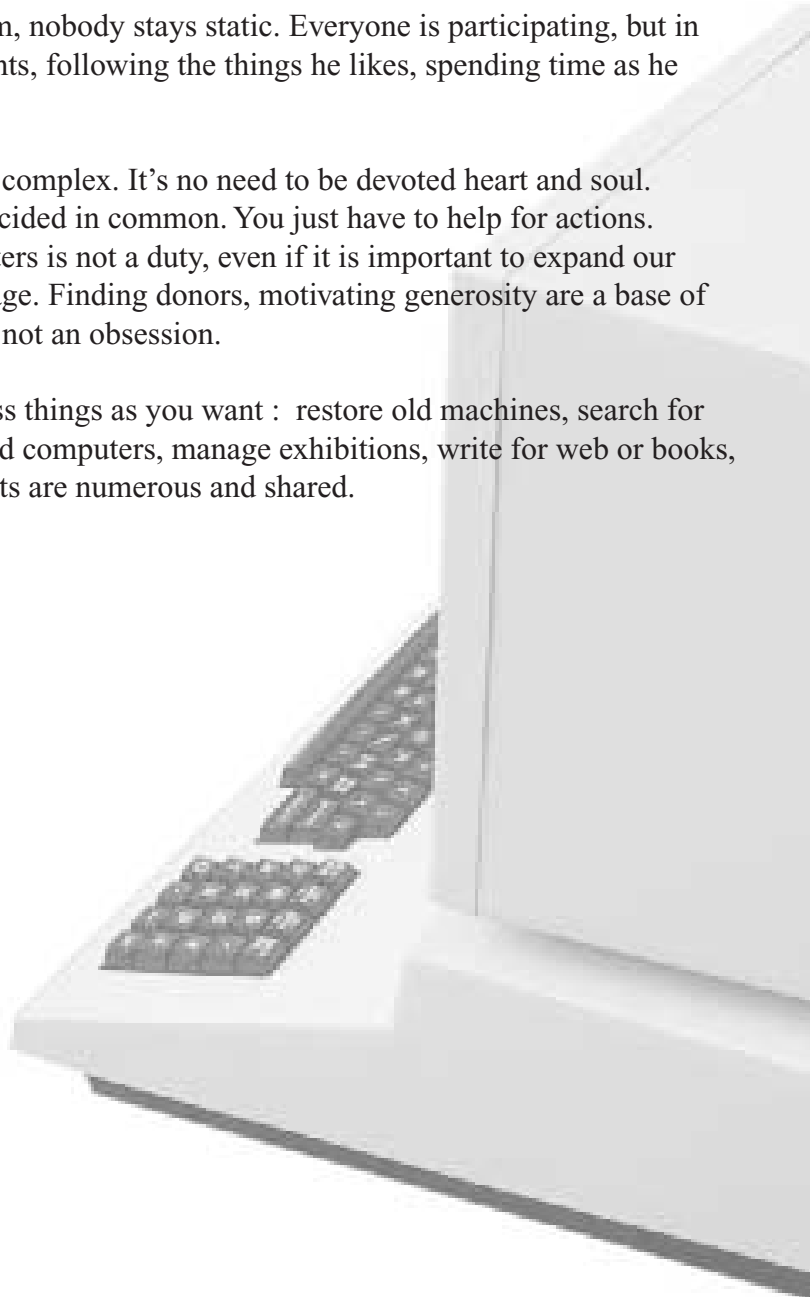 n, nobody stays static. Everyone is participating, but in
nts, following the things he likes, spending time as he
complex. It’s no need to be devoted heart and soul.
cided in common. You just have to help for actions.
ters is not a duty, even if it is important to expand our
age. Finding donors, motivating generosity are a base of
not an obsession.
ss things as you want :  restore old machines, search for
d computers, manage exhibitions, write for web or books,
ts are numerous and shared.